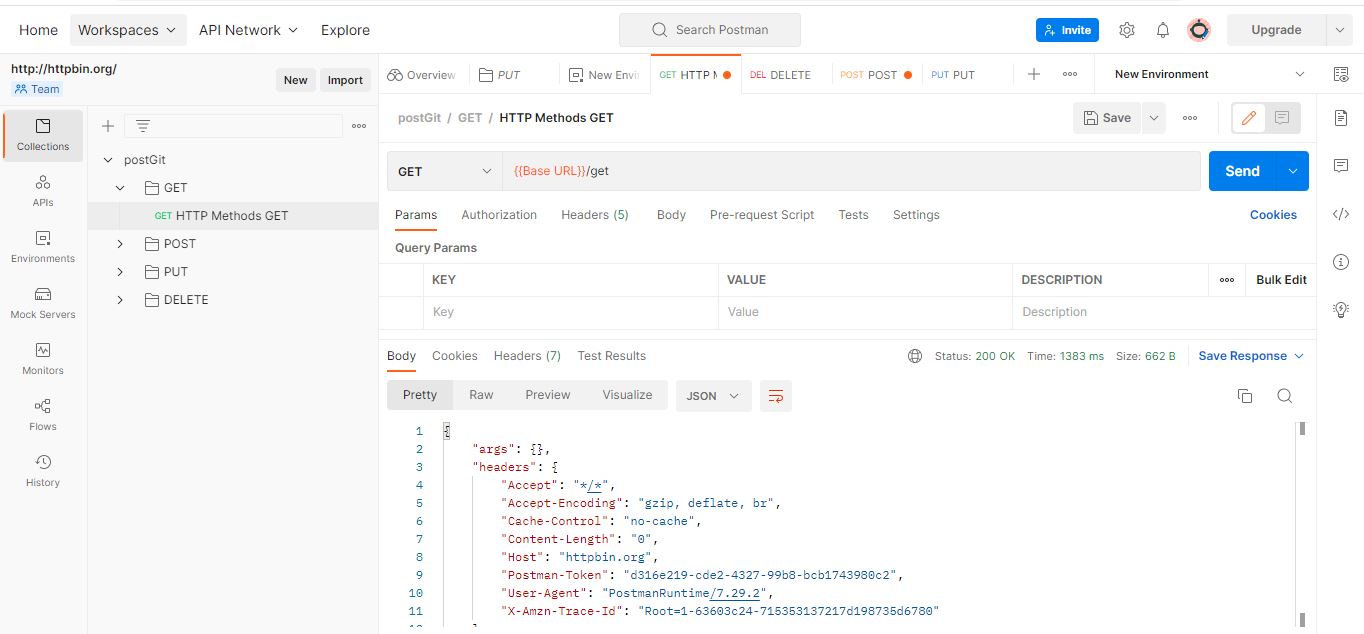 Home Workspaces API Network Explore Search Postman Invite Upgrade
http://httpbin.org/
Team
New Import
Overview PUT New Envi GET HTTP M DEL DELETE POST POST PUT PUT New Environment
Collections
APIs
Environments
Mock Servers
Monitors
Flows
History
postGit
GET
GET HTTP Methods GET
POST
PUT
DELETE
postGit / GET / HTTP Methods GET Save
GET {{Base URL}}/get Send
Params Authorization Headers (5) Body Pre-request Script Tests Settings Cookies
Query Params
KEY VALUE DESCRIPTION Bulk Edit
Key Value Description
Body Cookies Headers (7) Test Results Status: 200 OK Time: 1383 ms Size: 662 B Save Response
Pretty Raw Preview Visualize JSON
1 {
2 "args": {},
3 "headers": {
4 "Accept": "*/*",
5 "Accept-Encoding": "gzip, deflate, br",
6 "Cache-Control": "no-cache",
7 "Content-Length": "0",
8 "Host": "httpbin.org",
9 "Postman-Token": "d316e219-cde2-4327-99b8-bcb1743980c2",
10 "User-Agent": "PostmanRuntime/7.29.2",
11 "X-Amzn-Trace-Id": "Root=1-63603c24-715353137217d198735d6780"